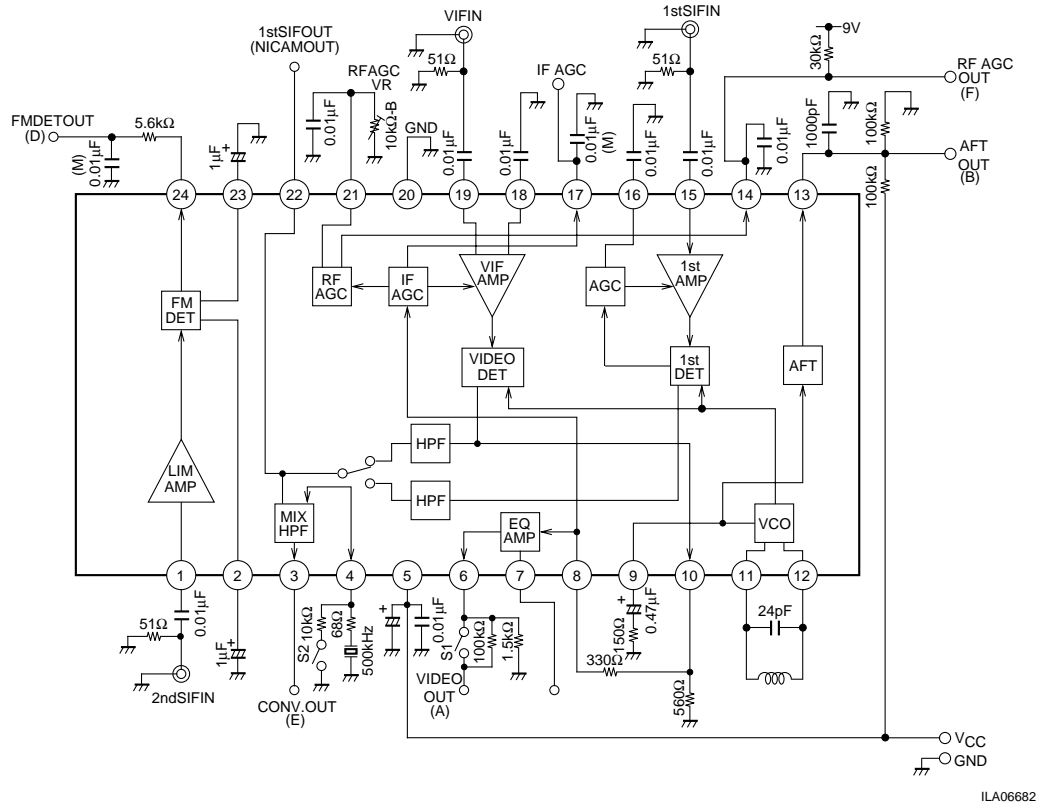 1stSIFOUT
(NICAMOUT)
VIFIN
1stSIFIN
9V
30kΩ
RF AGC
OUT
(F)
51Ω
51Ω
RFAGC
VR
IF AGC
FMDETOUT
(D)
5.6kΩ
(M)
0.01µF
1µF
+
0.01µF
10kΩ-B
GND
0.01µF
0.01µF
0.01µF
(M)
0.01µF
0.01µF
0.01µF
1000pF
100kΩ
AFT
OUT
(B)
100kΩ
24
23
22
21
20
19
18
17
16
15
14
13
RF
AGC
IF
AGC
VIF
AMP
AGC
1st
AMP
FM
DET
VIDEO
DET
1st
DET
AFT
HPF
LIM
AMP
HPF
MIX
HPF
EQ
AMP
VCO
1
2
3
4
5
6
7
8
9
10
11
12
0.01µF
51Ω
2ndSIFIN
1µF
+
CONV.OUT
(E)
S2
10kΩ
68Ω
500kHz
+
0.01µF
S1
100kΩ
1.5kΩ
VIDEO
OUT
(A)
330Ω
+
0.47µF
150Ω
560Ω
24pF
VCC
GND
ILA06682